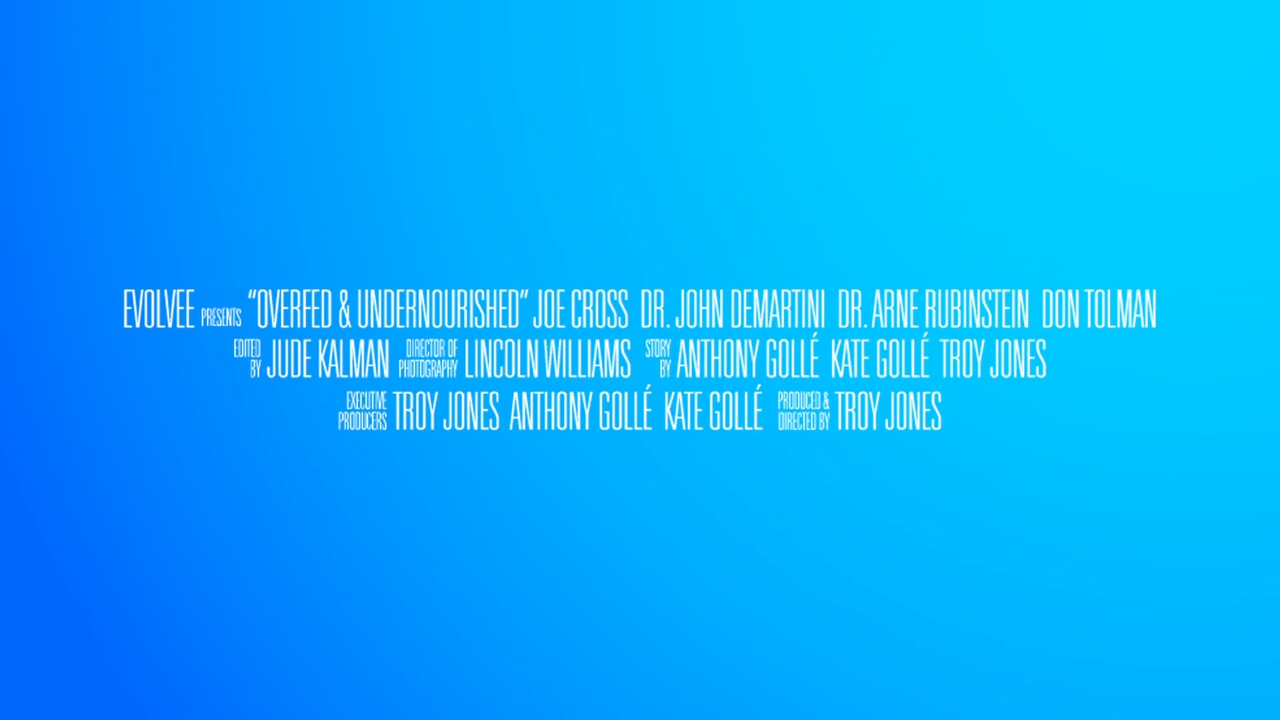 EVOLVEE PRESENTS “OVERFED & UNDERNOURISHED” JOE CROSS DR. JOHN DEMARTINI DR. ARNE RUBINSTEIN DON TOLMAN
EDITED BY JUDE KALMAN DIRECTOR OF PHOTOGRAPHY LINCOLN WILLIAMS STORY BY ANTHONY GOLLÉ KATE GOLLÉ TROY JONES
EXECUTIVE PRODUCERS TROY JONES ANTHONY GOLLÉ KATE GOLLÉ PRODUCED & DIRECTED BY TROY JONES